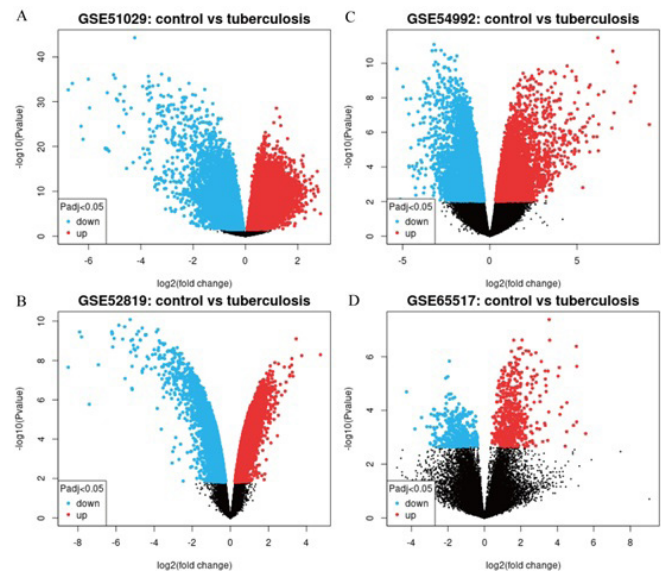 A
GSE51029: control vs tuberculosis
-log10(Pvalue)
40
30
20
10
0
Padj<0.05
down
up
-6 -4 -2 0 2
log2(fold change)
C
GSE54992: control vs tuberculosis
-log10(Pvalue)
10
8
6
4
2
0
Padj<0.05
down
up
-5 0 5
log2(fold change)
B
GSE52819: control vs tuberculosis
-log10(Pvalue)
10
8
6
4
2
0
Padj<0.05
down
up
-8 -6 -4 -2 0 2 4
log2(fold change)
D
GSE65517: control vs tuberculosis
-log10(Pvalue)
6
4
2
0
Padj<0.05
down
up
-4 -2 0 2 4 6 8
log2(fold change)